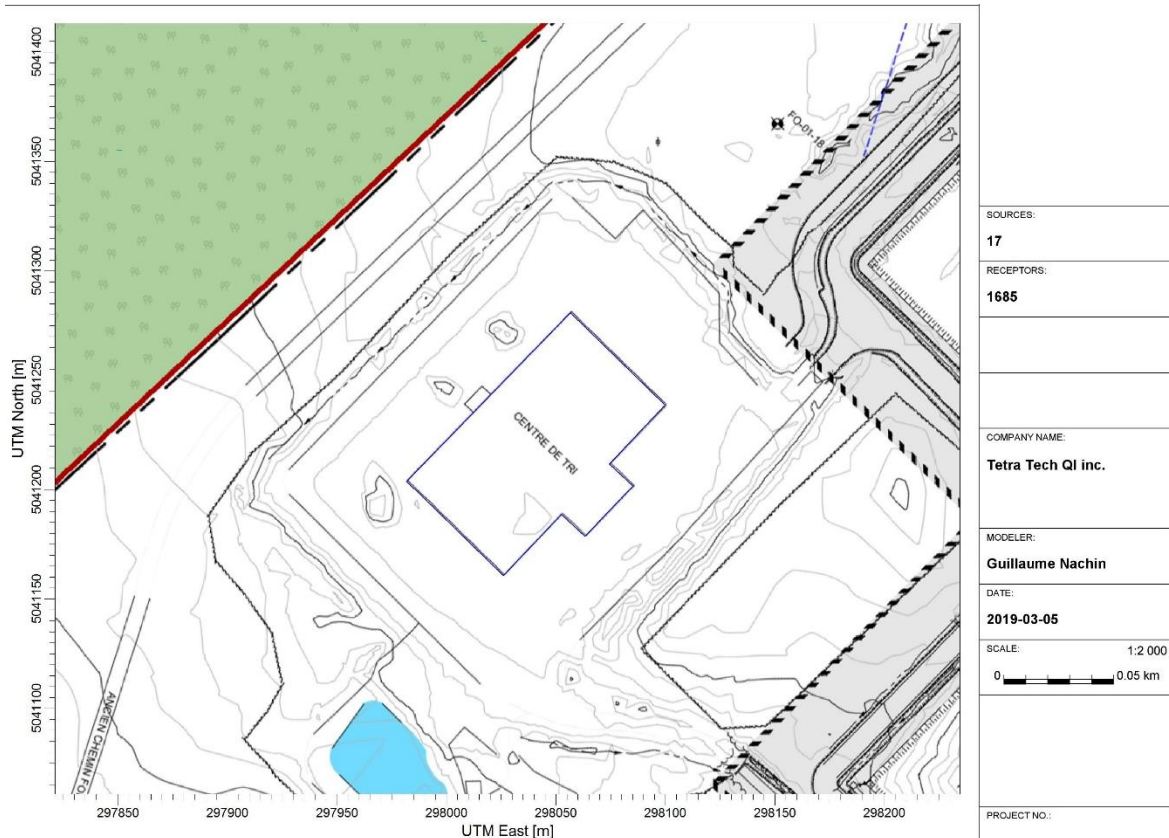 5041400
5041350
5041300
5041250
5041200
5041150
5041100
UTM North [m]
FO-01-18
CENTRE DE TRI
ANCIEN CHEMIN FO
297850
297900
297950
298000
298050
298100
298150
298200
UTM East [m]
SOURCES:
17
RECEPTORS:
1685
COMPANY NAME:
Tetra Tech QI inc.
MODELER:
Guillaume Nachin
DATE:
2019-03-05
SCALE:
1:2 000
0
0.05 km
PROJECT NO.: